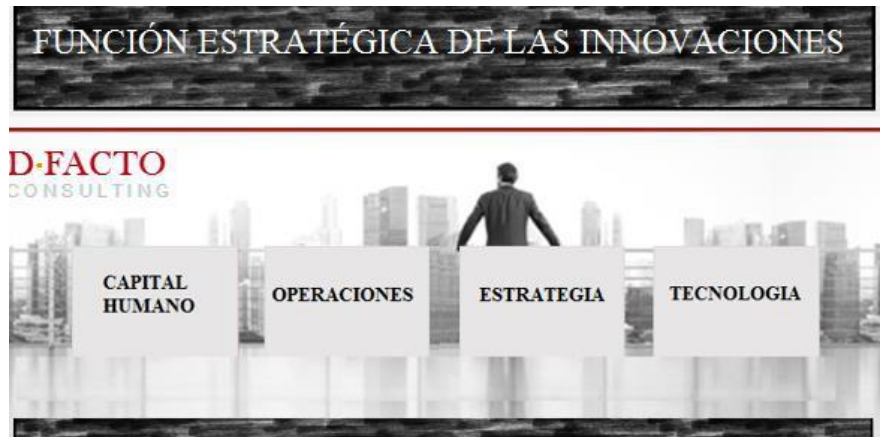 FUNCIÓN ESTRATÉGICA DE LAS INNOVACIONES
D·FACTO
CONSULTING
CAPITAL
HUMANO
OPERACIONES
ESTRATEGIA
TECNOLOGIA